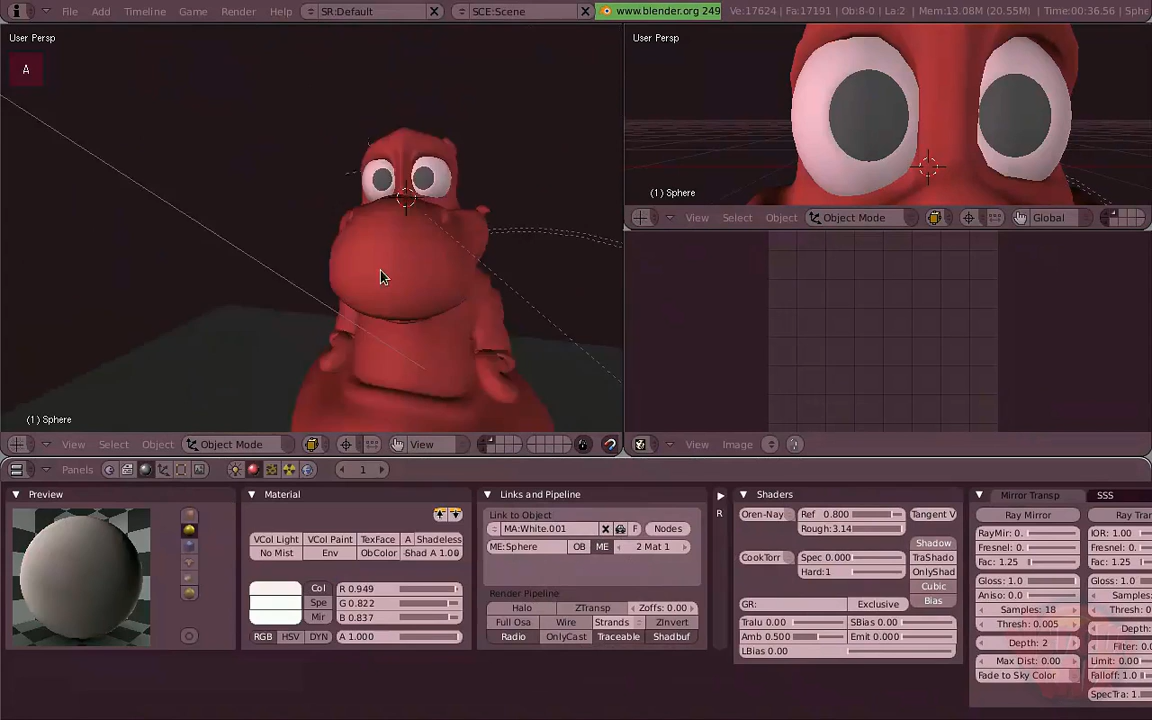 File Add Timeline Game Render Help SR:Default SCE:Scene www.blender.org 249 Ve:17624 | Fa:17191 | Ob:8-0 | La:2 | Mem:13.08M (20.55M) | Time:00:36.56 |
User Persp
User Persp
A
(1) Sphere
View Select Object Object Mode Global
(1) Sphere
View Select Object Object Mode View
View Image
Panels 1
Preview
Material
Links and Pipeline
R
Shaders
Mirror Transp
SSS
VCol Light VCol Paint TexFace A Shadeless
No Mist Env ObColor Shad A 1.00
Col R 0.949
Spe G 0.822
Mir B 0.837
RGB HSV DYN A 1.000
Link to Object
MA:White.001 F Nodes
ME:Sphere OB ME 2 Mat 1
Render Pipeline
Halo ZTransp Zoffs: 0.00
Full Osa Wire Strands ZInvert
Radio OnlyCast Traceable Shadbuf
Oren-Nay Ref 0.800 Tangent V
Rough:3.14
Shadow
CookTorr Spec 0.000 TraShado
Hard:1 OnlyShad
Cubic
GR: Exclusive Bias
Tralu 0.00 SBias 0.00
Amb 0.500 Emit 0.000
LBias 0.00
Ray Mirror Ray Tran
RayMir: 0. IOR: 1.00
Fresnel: 0. Fresnel: 0.
Fac: 1.25 Fac: 1.25
Gloss: 1.0 Gloss: 1.0
Aniso: 0.0 Samples:
Samples: 18 Thresh: 0
Thresh: 0.005 Depth:
Depth: 2 Filter: 0.0
Max Dist: 0.00 Limit: 0.00
Fade to Sky Color Falloff: 1.0
SpecTra: 1.